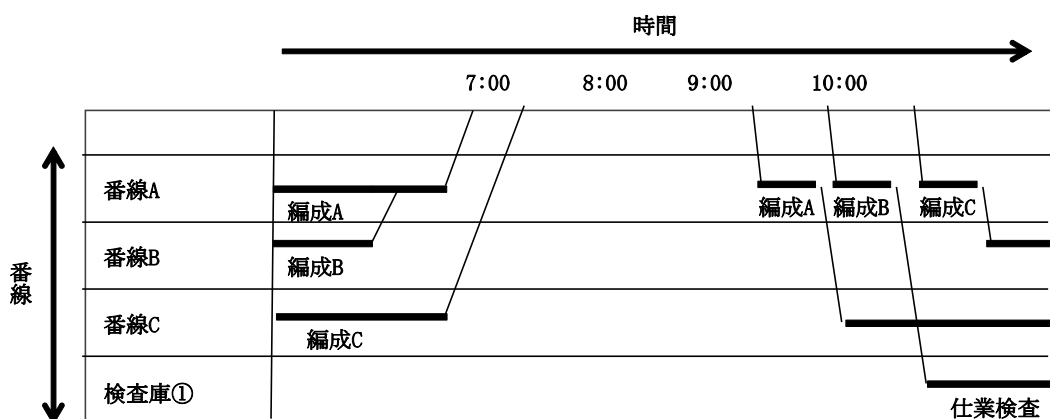 時間
7:00 8:00 9:00 10:00
番線A
編成A 編成A 編成B 編成C
番線B
編成B
番線
番線C
編成C
検査庫①
仕業検査